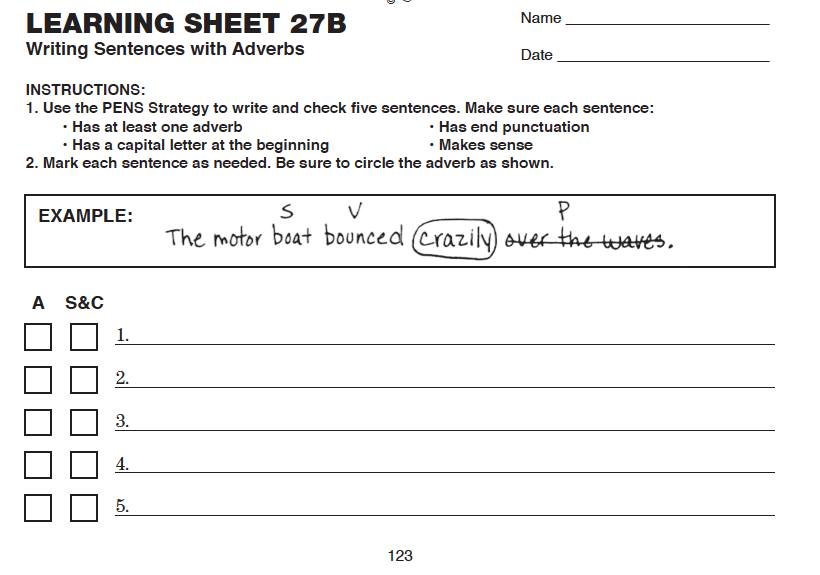 LEARNING SHEET 27B
Name
Writing Sentences with Adverbs
Date
INSTRUCTIONS:
1. Use the PENS Strategy to write and check five sentences. Make sure each sentence:
• Has at least one adverb • Has end punctuation
• Has a capital letter at the beginning • Makes sense
2. Mark each sentence as needed. Be sure to circle the adverb as shown.
S V P
EXAMPLE: The motor boat bounced crazily over the waves.
A S&C
1.
2.
3.
4.
5.
123